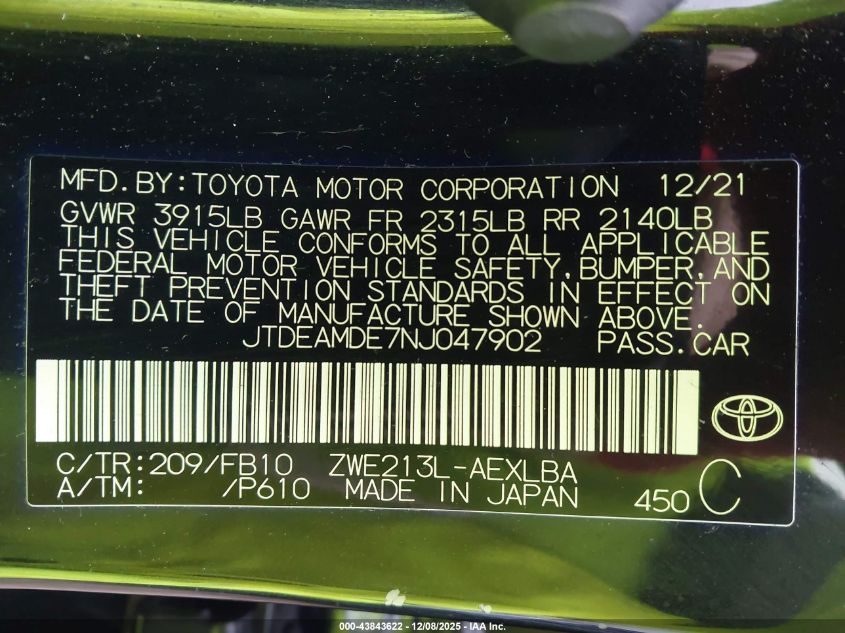 MFD.BY:TOYOTA MOTOR CORPORATION 12/21
GVWR 3915LB GAWR FR 2315LB RR 2140LB
THIS VEHICLE CONFORMS TO ALL APPLICABLE
FEDERAL MOTOR VEHICLE SAFETY,BUMPER,AND
THEFT PREVENTION STANDARDS IN EFFECT ON
THE DATE OF MANUFACTURE SHOWN ABOVE.
JTDEAMDE7NJ047902 PASS.CAR
C/TR:209/FB10 ZWE213L-AEXLBA
A/TM: /P610 MADE IN JAPAN 450 C
000-43843622 - 12/08/2025 - IAA Inc.